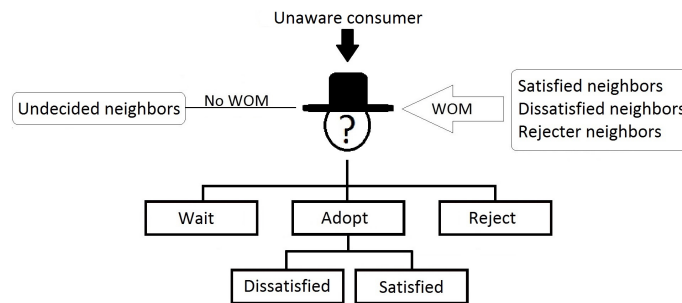 Unaware consumer
Undecided neighbors
No WOM
?
WOM
Satisfied neighbors
Dissatisfied neighbors
Rejecter neighbors
Wait
Adopt
Reject
Dissatisfied
Satisfied